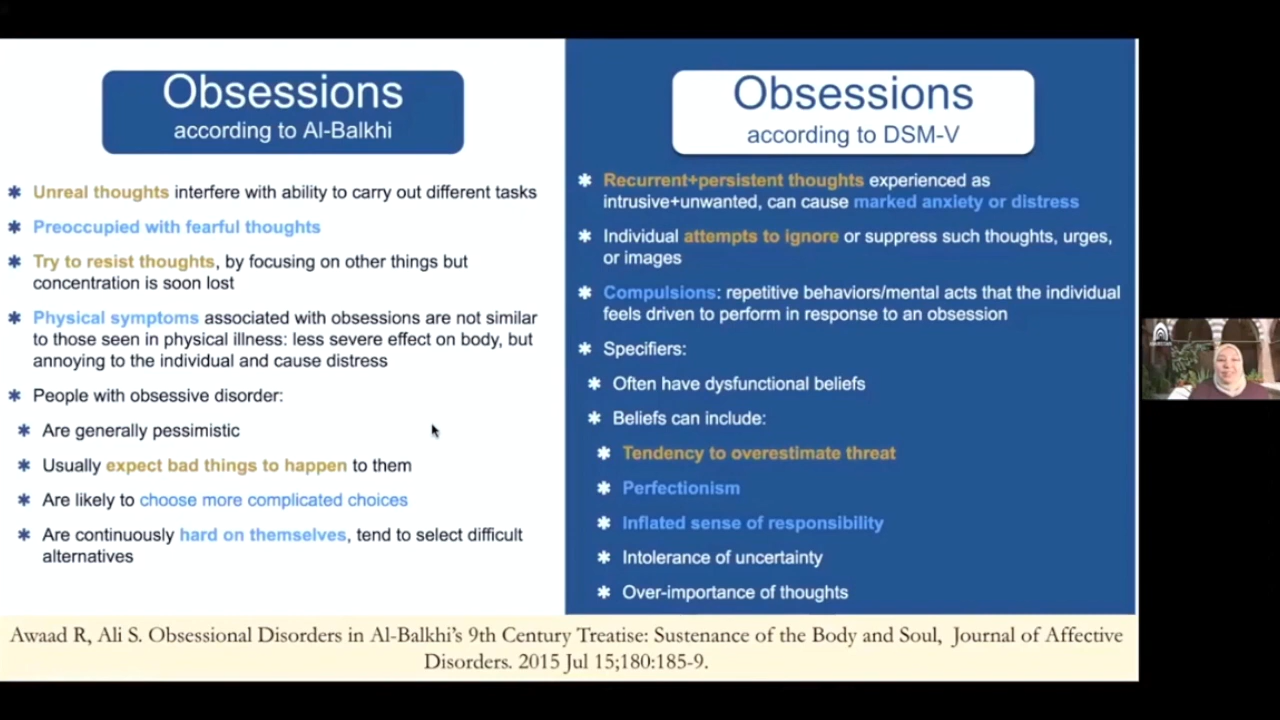 Obsessions
according to Al-Balkhi
✱ Unreal thoughts interfere with ability to carry out different tasks
✱ Preoccupied with fearful thoughts
✱ Try to resist thoughts, by focusing on other things but
concentration is soon lost
✱ Physical symptoms associated with obsessions are not similar
to those seen in physical illness: less severe effect on body, but
annoying to the individual and cause distress
✱ People with obsessive disorder:
✱ Are generally pessimistic
✱ Usually expect bad things to happen to them
✱ Are likely to choose more complicated choices
✱ Are continuously hard on themselves, tend to select difficult
alternatives
Obsessions
according to DSM-V
✱ Recurrent+persistent thoughts experienced as
intrusive+unwanted, can cause marked anxiety or distress
✱ Individual attempts to ignore or suppress such thoughts, urges,
or images
✱ Compulsions: repetitive behaviors/mental acts that the individual
feels driven to perform in response to an obsession
✱ Specifiers:
✱ Often have dysfunctional beliefs
✱ Beliefs can include:
✱ Tendency to overestimate threat
✱ Perfectionism
✱ Inflated sense of responsibility
✱ Intolerance of uncertainty
✱ Over-importance of thoughts
Awaad R, Ali S. Obsessional Disorders in Al-Balkhi’s 9th Century Treatise: Sustenance of the Body and Soul, Journal of Affective
Disorders. 2015 Jul 15;180:185-9.